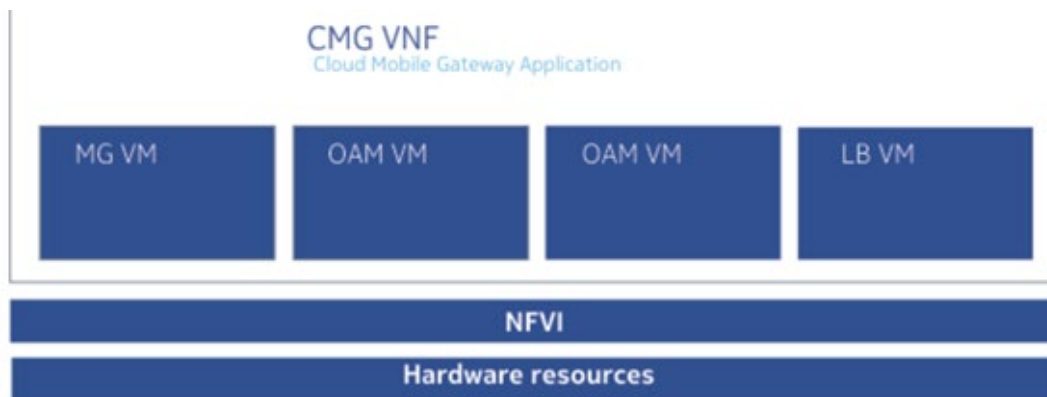 CMG VNF
Cloud Mobile Gateway Application
MG VM
OAM VM
OAM VM
LB VM
NFVI
Hardware resources